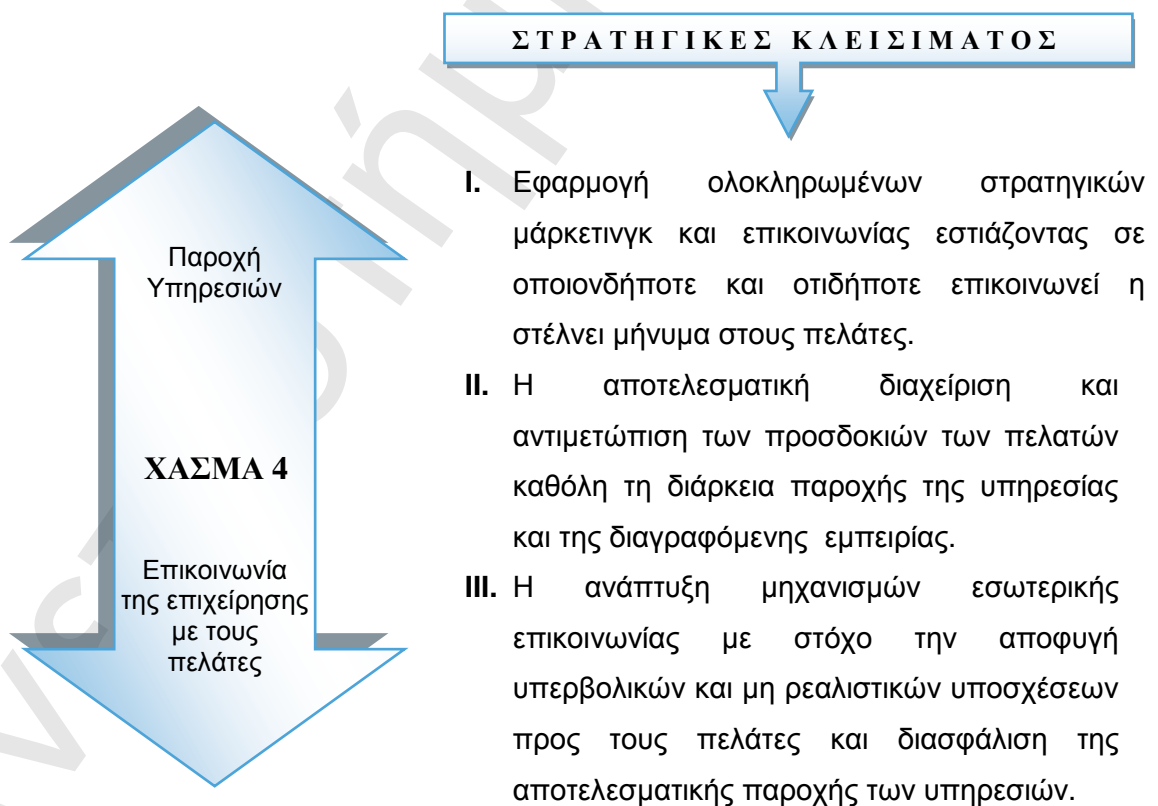 ΣΤΡΑΤΗΓΙΚΕΣ ΚΛΕΙΣΙΜΑΤΟΣ
Παροχή
Υπηρεσιών
ΧΑΣΜΑ 4
Επικοινωνία
της επιχείρησης
με τους
πελάτες
I. Εφαρμογή ολοκληρωμένων στρατηγικών
μάρκετινγκ και επικοινωνίας εστιάζοντας σε
οποιονδήποτε και οτιδήποτε επικοινωνεί η
στέλνει μήνυμα στους πελάτες.
II. Η αποτελεσματική διαχείριση και
αντιμετώπιση των προσδοκιών των πελατών
καθόλη τη διάρκεια παροχής της υπηρεσίας
και της διαγραφόμενης εμπειρίας.
III. Η ανάπτυξη μηχανισμών εσωτερικής
επικοινωνίας με στόχο την αποφυγή
υπερβολικών και μη ρεαλιστικών υποσχέσεων
προς τους πελάτες και διασφάλιση της
αποτελεσματικής παροχής των υπηρεσιών.